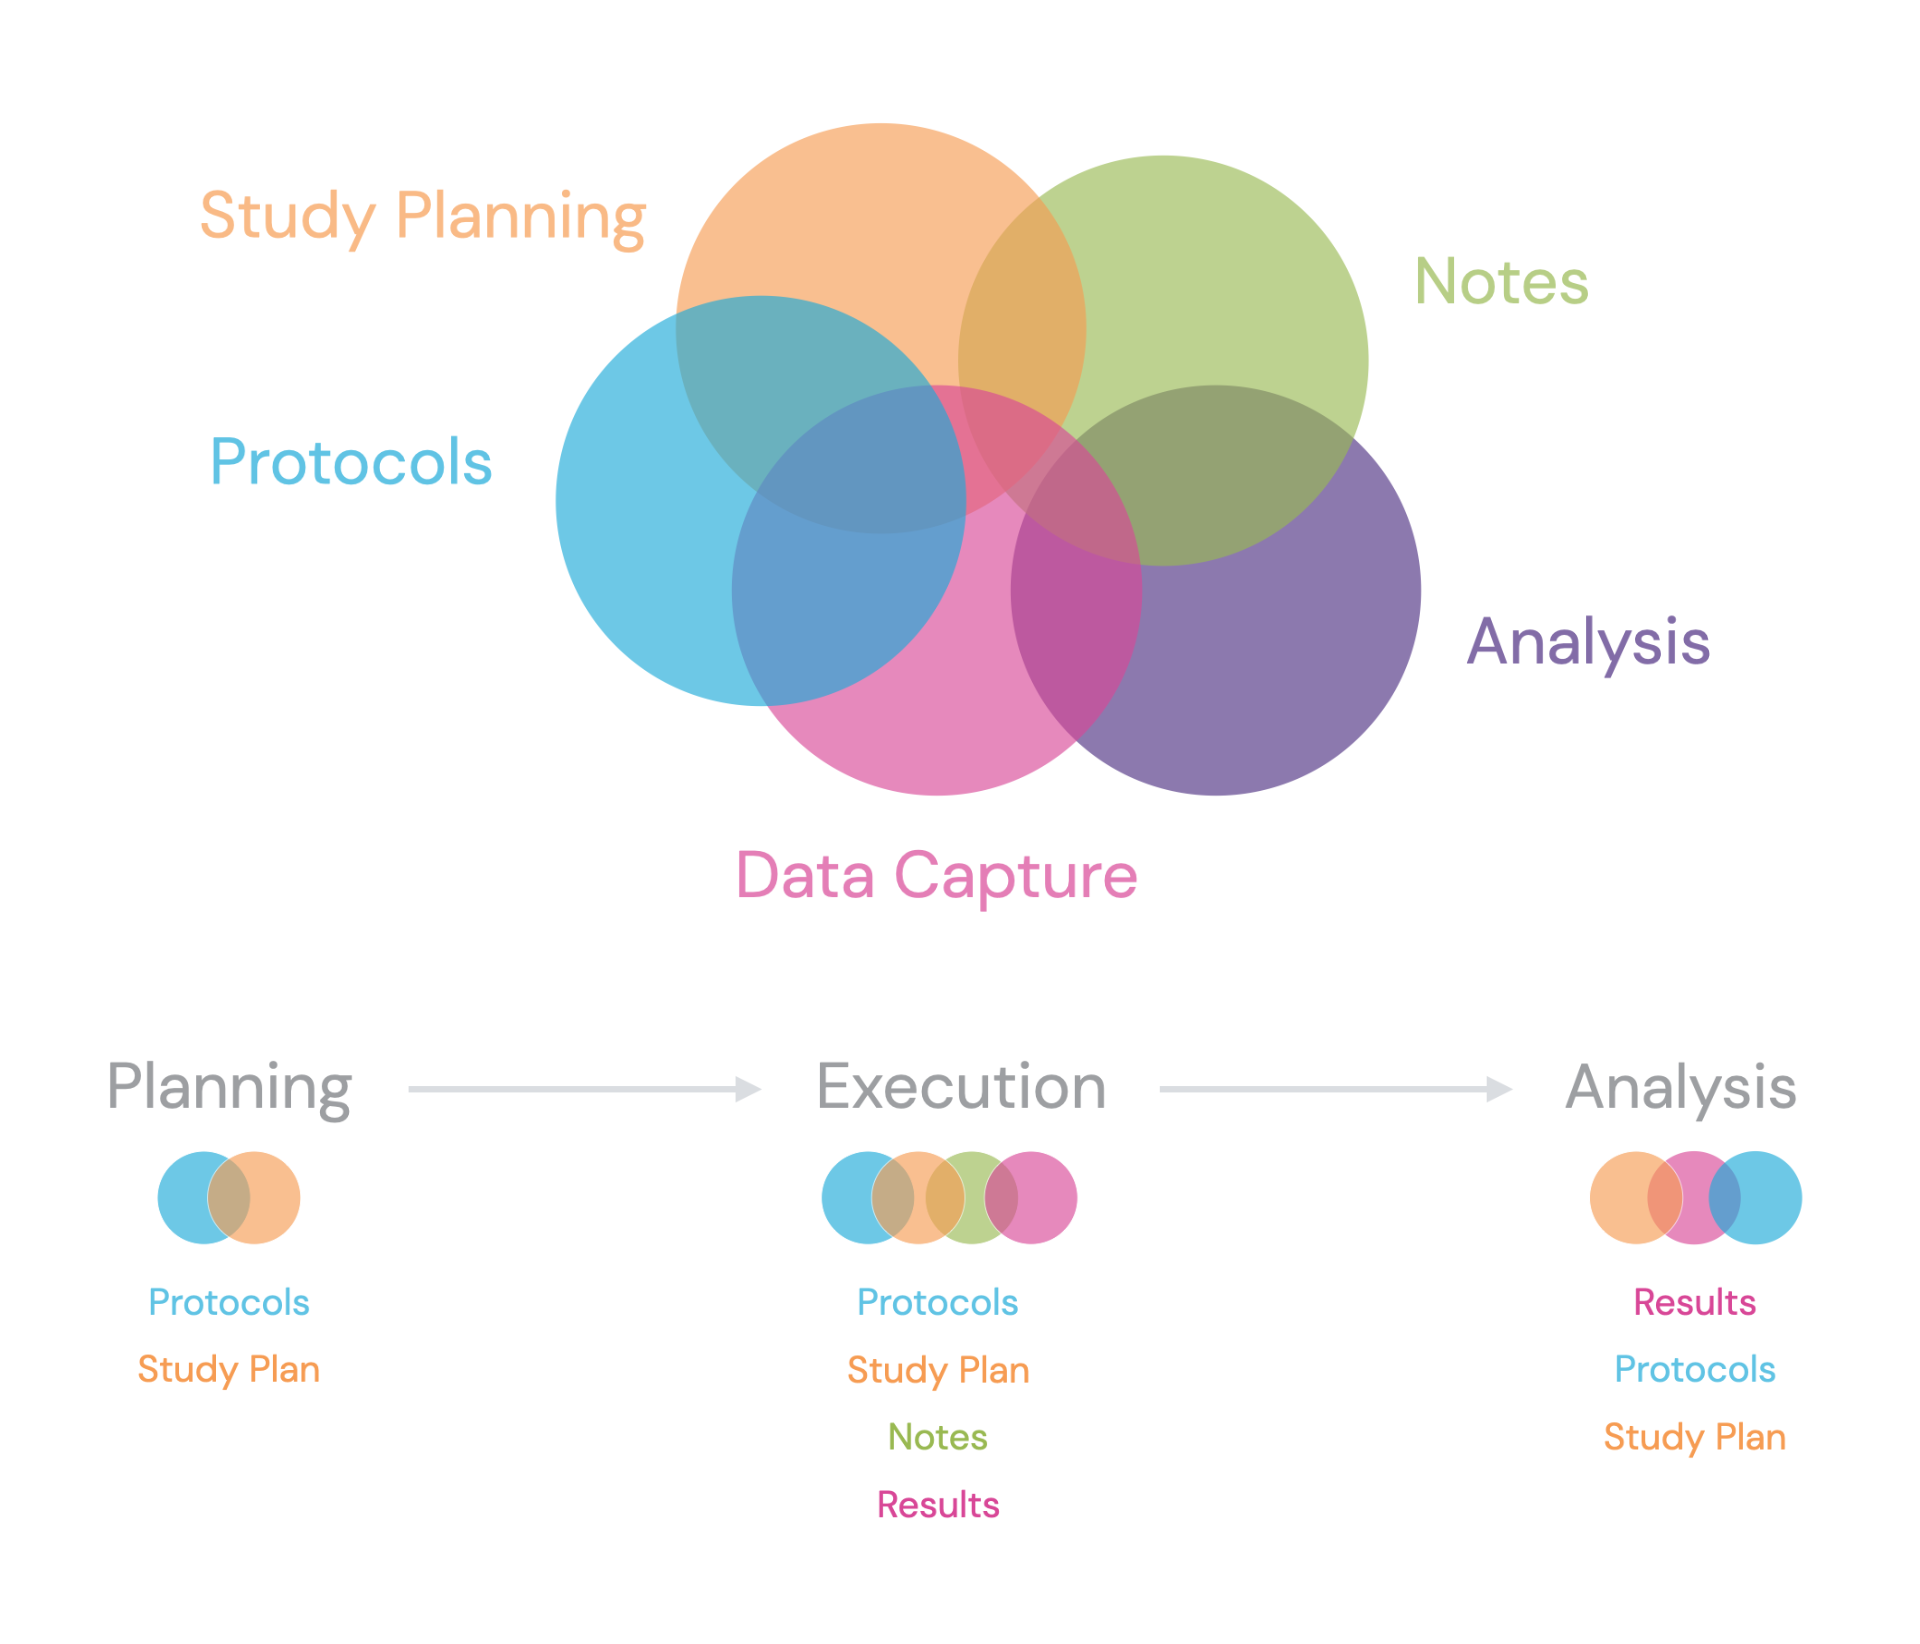 Study Planning
Notes
Protocols
Analysis
Data Capture
Planning
Execution
Analysis
Protocols
Study Plan
Protocols
Study Plan
Notes
Results
Results
Protocols
Study Plan